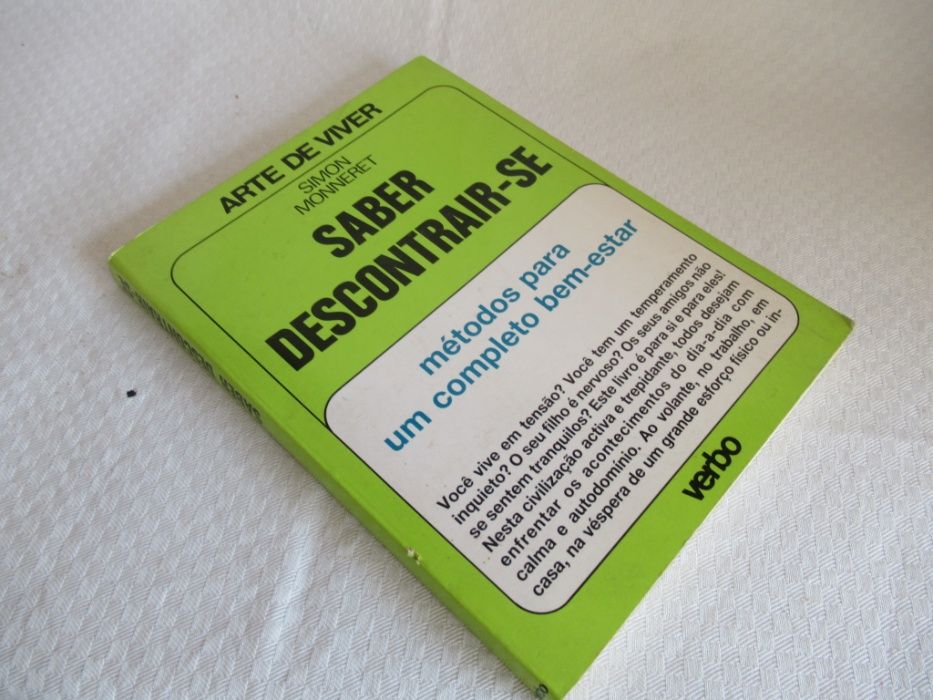 ARTE DE VIVER
SIMON
MONNERET
SABER
DESCONTRAIR-SE
métodos para
um completo bem-estar
Você vive em tensão? Você tem um temperamento
inquieto? O seu filho é nervoso? Os seus amigos não
se sentem tranquilos? Este livro é para si e para eles!
Nesta civilização activa e trepidante, todos desejam
enfrentar os acontecimentos do dia-a-dia com
calma e autodomínio. Ao volante, no trabalho, em
casa, na véspera de um grande esforço físico ou in-
verbo